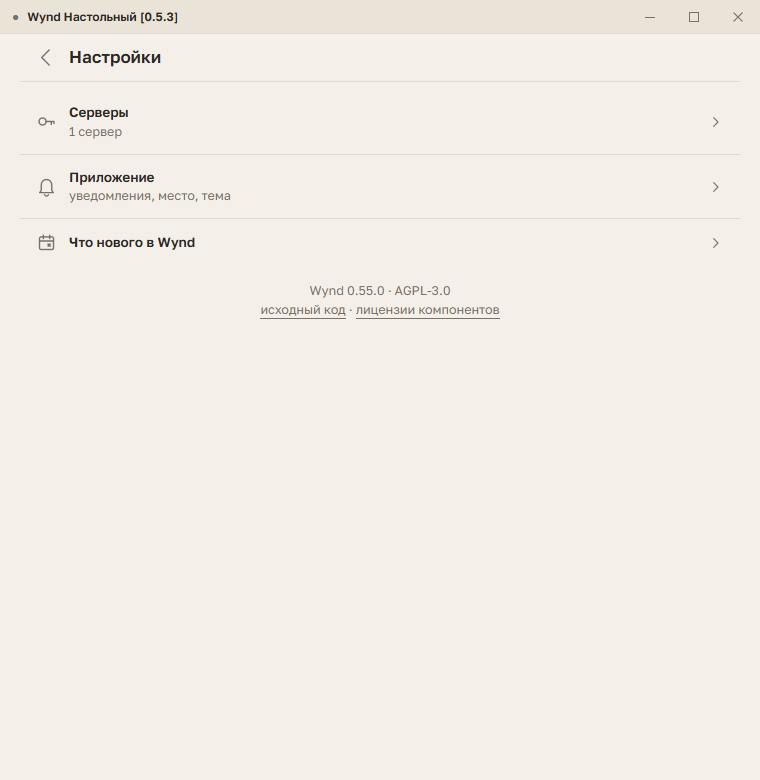 Wynd Настольный [0.5.3]
Настройки
Серверы
1 сервер
Приложение
уведомления, место, тема
Что нового в Wynd
Wynd 0.55.0 · AGPL-3.0
исходный код · лицензии компонентов